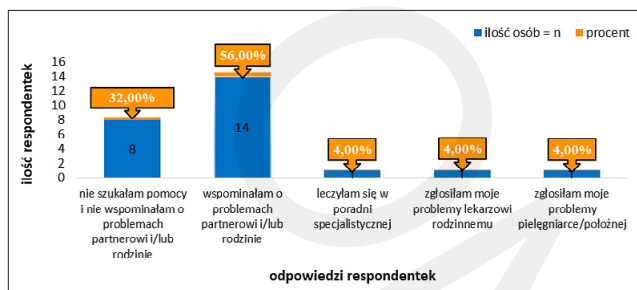 ilość osób = n procent
ilość respondentek
16
14
12
10
8
6
4
2
0
32,00%
56,00%
4,00%
4,00%
4,00%
8
14
nie szukałam pomocy
i nie wspominałam o
problemach
partnerowi i/lub
rodzinie
wspominałam o
problemach
partnerowi i/lub
rodzinie
leczyłam się w
poradni
specjalistycznej
zgłosiłam moje
problemy lekarzowi
rodzinnemu
zgłosiłam moje
problemy
pielęgniarce/położnej
odpowiedzi respondentek